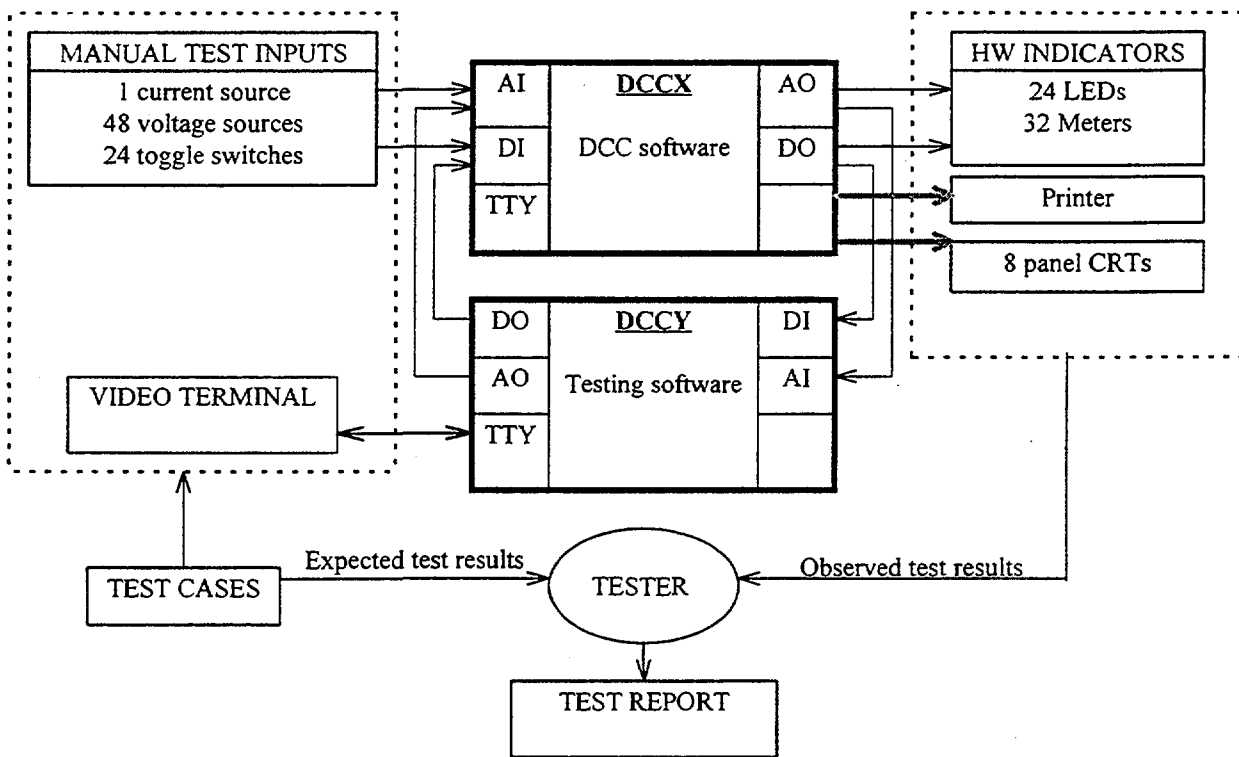 MANUAL TEST INPUTS
1 current source
48 voltage sources
24 toggle switches
AI
DI
TTY
DCCX
DCC software
AO
DO
HW INDICATORS
24 LEDs
32 Meters
Printer
8 panel CRTs
VIDEO TERMINAL
DO
AO
TTY
DCCY
Testing software
DI
AI
TEST CASES
Expected test results
TESTER
Observed test results
TEST REPORT